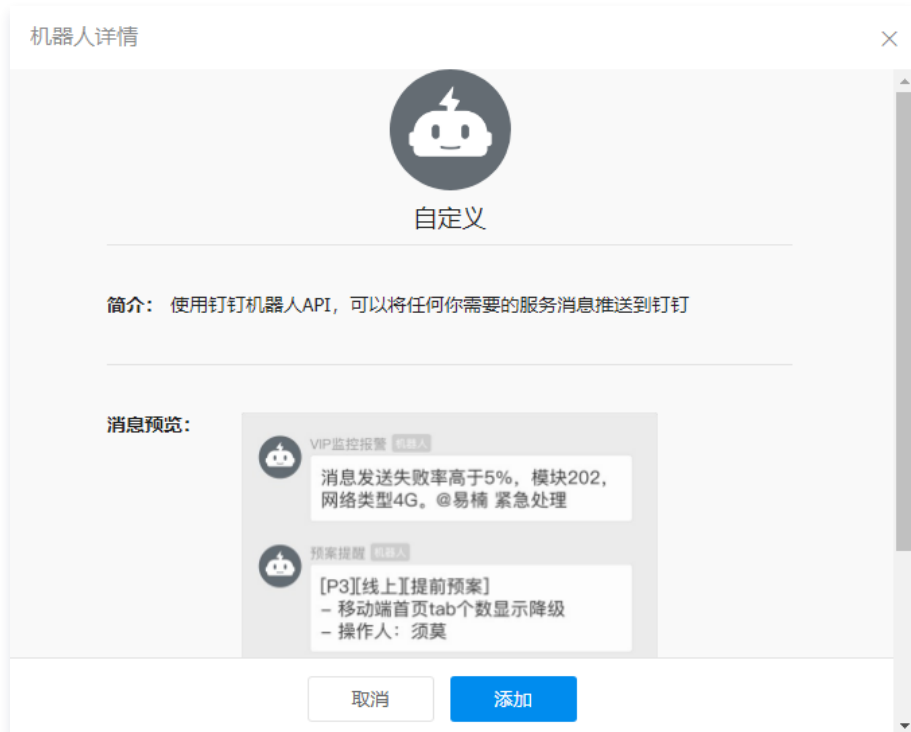 机器人详情
自定义
简介： 使用钉钉机器人API，可以将任何你需要的服务消息推送到钉钉
消息预览：
VIP监控报警 机器人
消息发送失败率高于5%，模块202，
网络类型4G。@易楠 紧急处理
预案提醒 机器人
[P3][线上][提前预案]
– 移动端首页tab个数显示降级
– 操作人：须莫
取消
添加